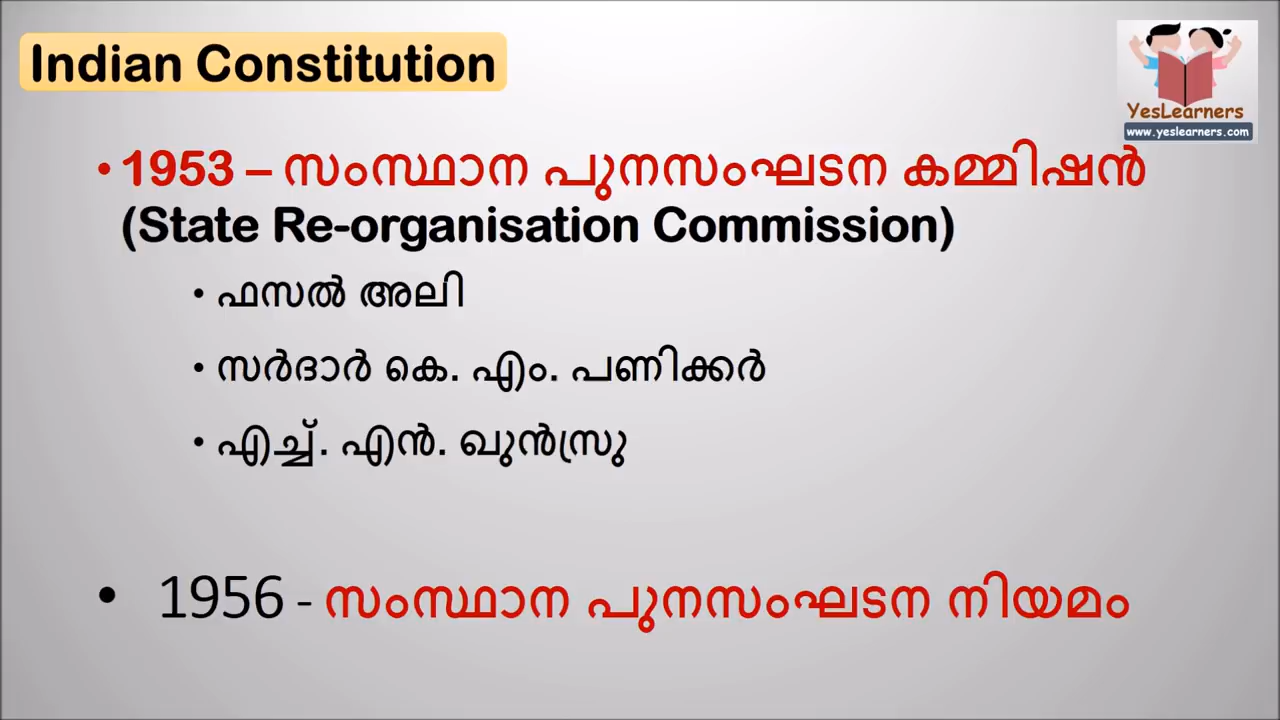 Indian Constitution
YesLearners
www.yeslearners.com
• 1953 – സംസ്ഥാന പുനസംഘടന കമ്മിഷൻ
(State Re-organisation Commission)
• ഫസൽ അലി
• സർദാർ കെ. എം. പണിക്കർ
• എച്ച്. എൻ. ഖുൻസ്രു
• 1956 - സംസ്ഥാന പുനസംഘടന നിയമം